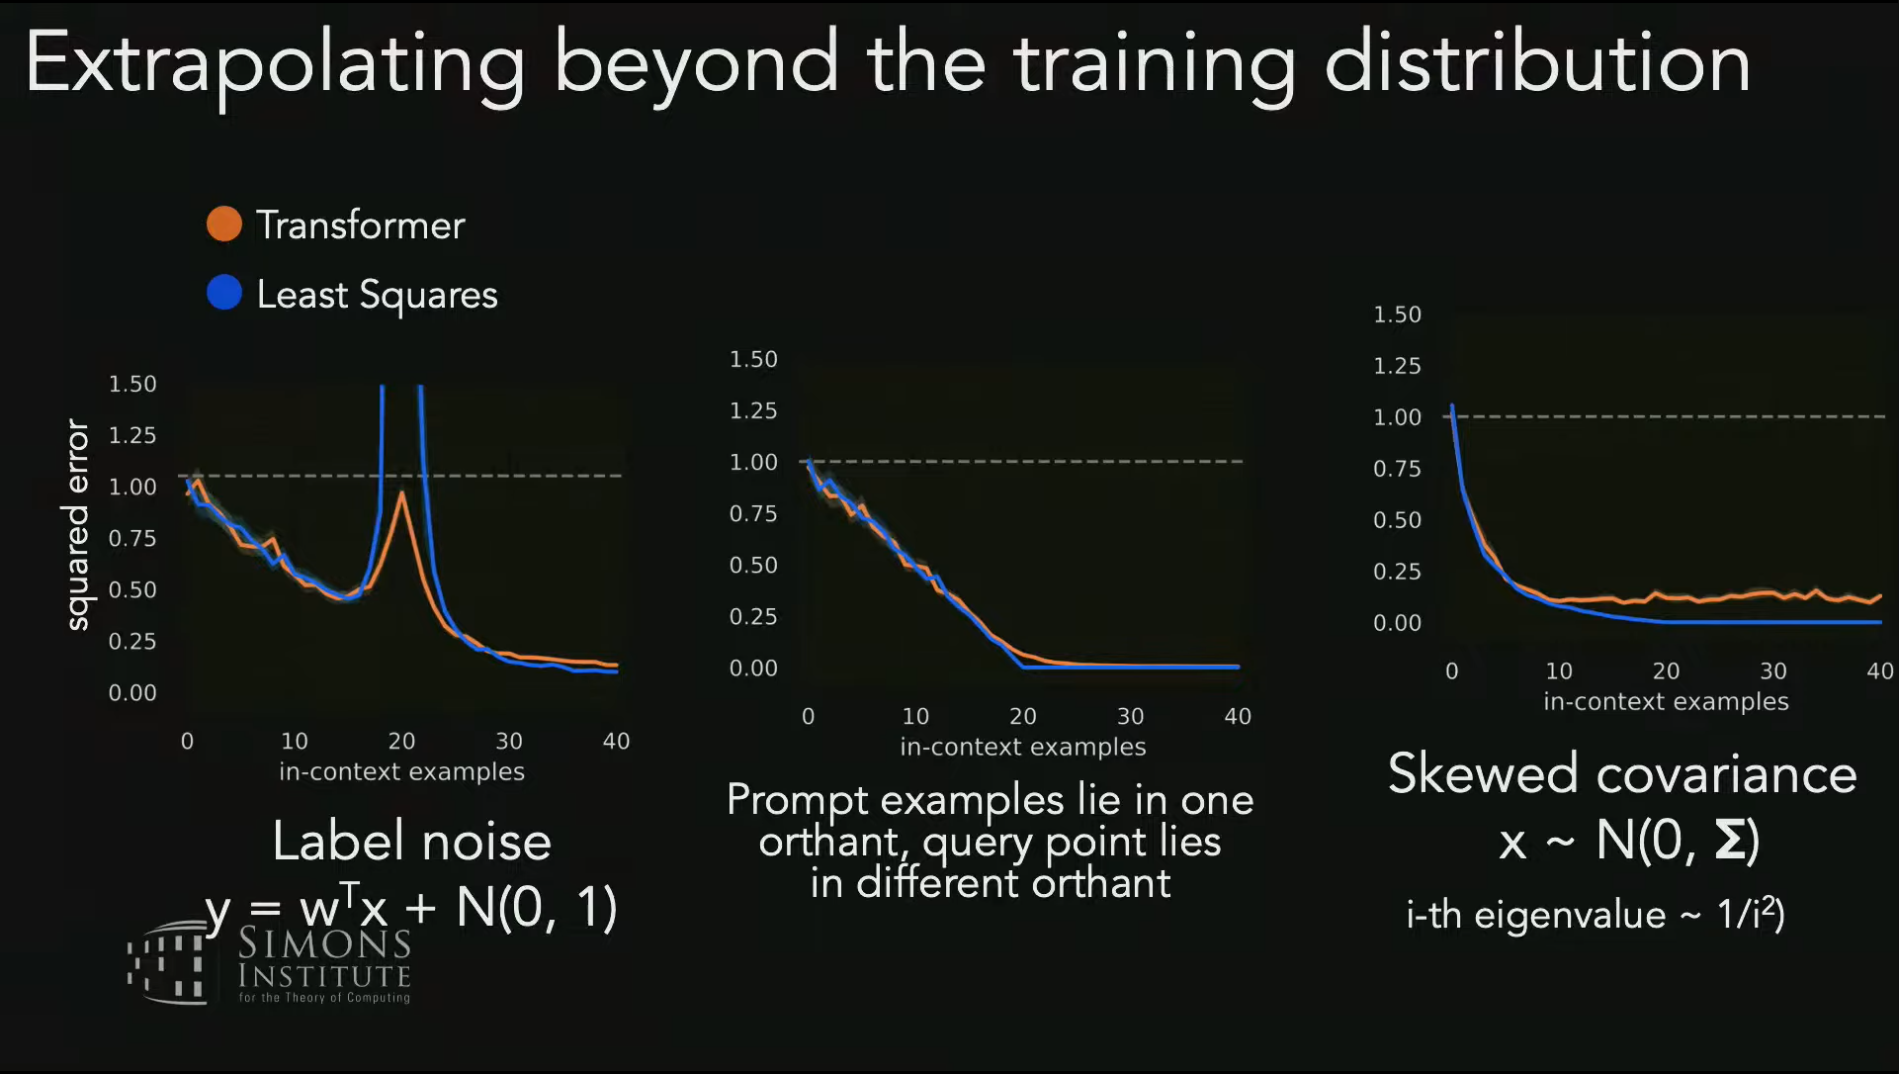 Extrapolating beyond the training distribution
Transformer
Least Squares
squared error
1.50
1.25
1.00
0.75
0.50
0.25
0.00
0 10 20 30 40
in-context examples
Label noise
y = wᵀx + N(0, 1)
1.50
1.25
1.00
0.75
0.50
0.25
0.00
0 10 20 30 40
in-context examples
Prompt examples lie in one
orthant, query point lies
in different orthant
1.50
1.25
1.00
0.75
0.50
0.25
0.00
0 10 20 30 40
in-context examples
Skewed covariance
x ~ N(0, Σ)
i-th eigenvalue ~ 1/i²)
SIMONS
INSTITUTE
for the Theory of Computing